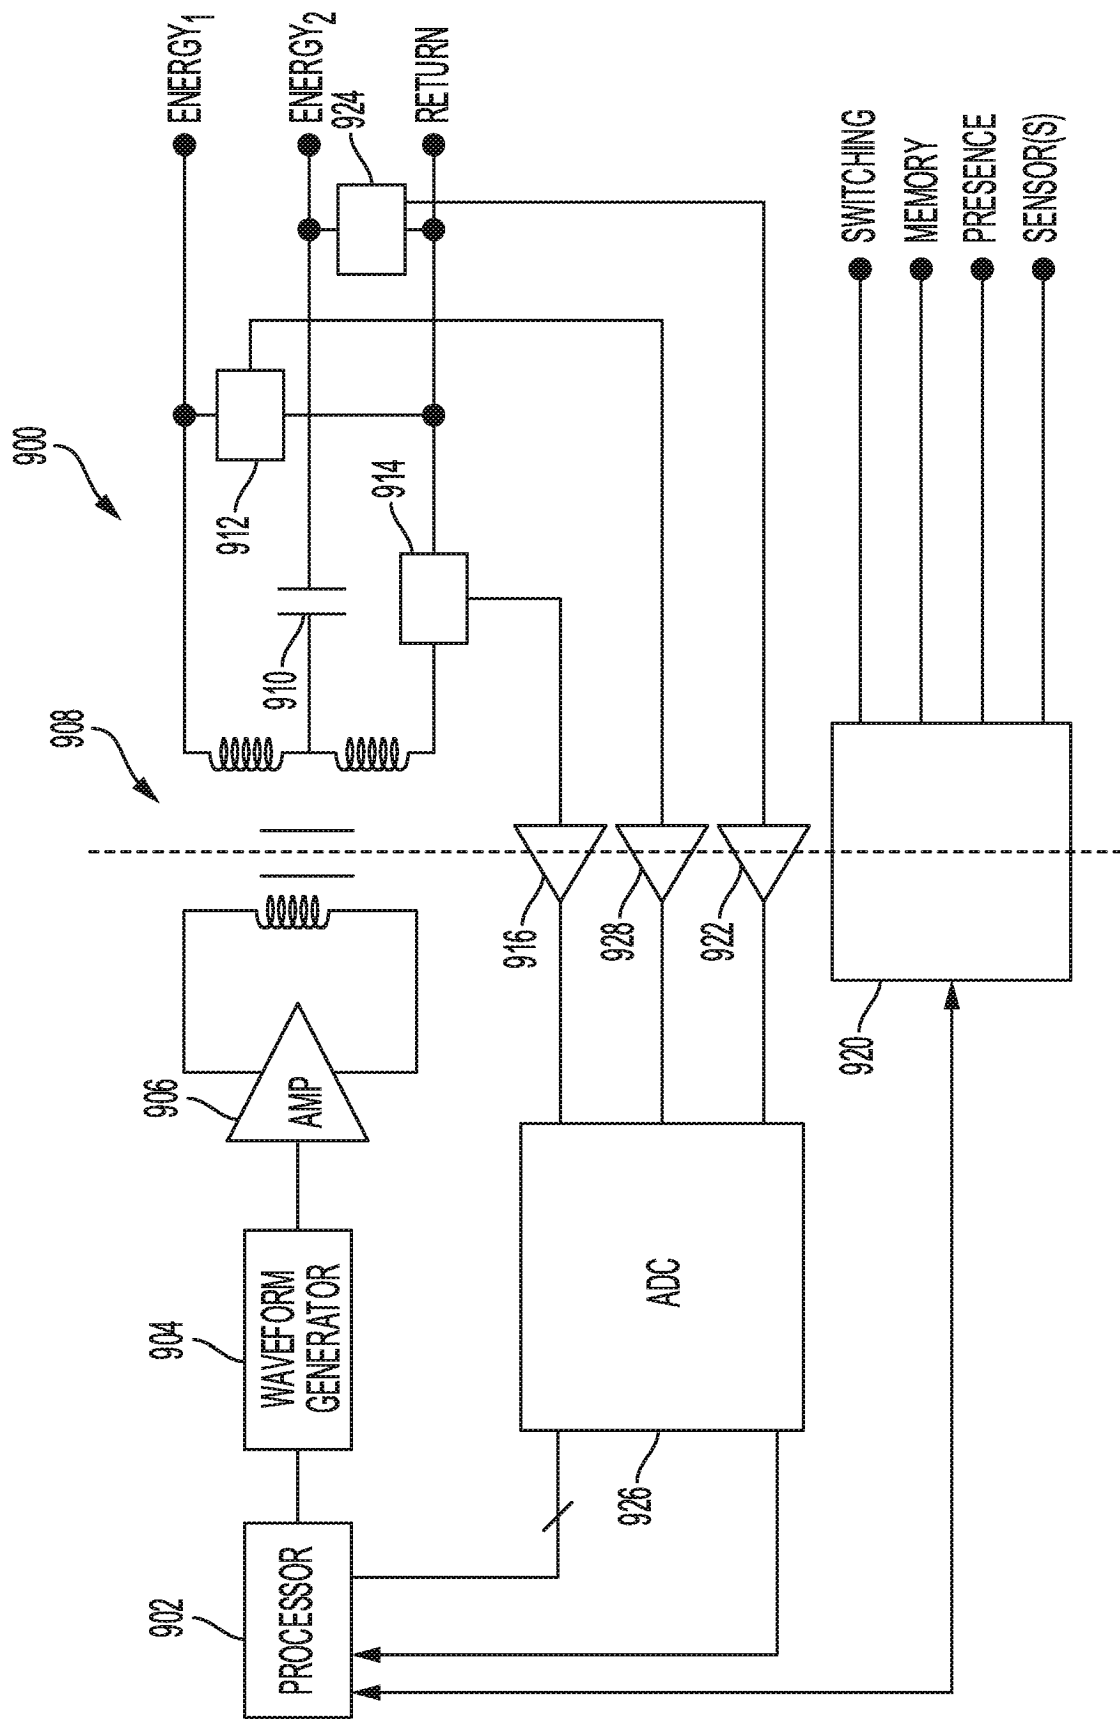 900
908
902
PROCESSOR
904
WAVEFORM
GENERATOR
906
AMP
910
912
914
924
ENERGY1
ENERGY2
RETURN
916
928
922
926
ADC
920
SWITCHING
MEMORY
PRESENCE
SENSOR(S)